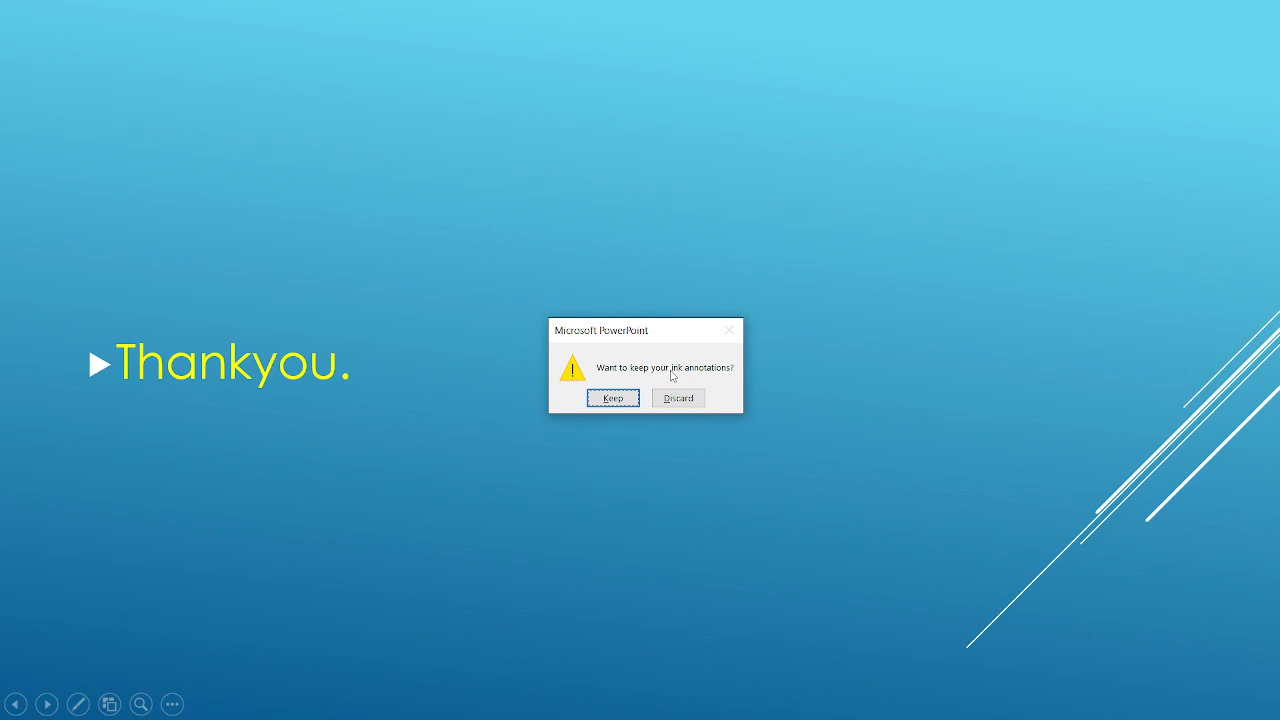 Microsoft PowerPoint
Want to keep your ink annotations?
Keep Discard
Thankyou.